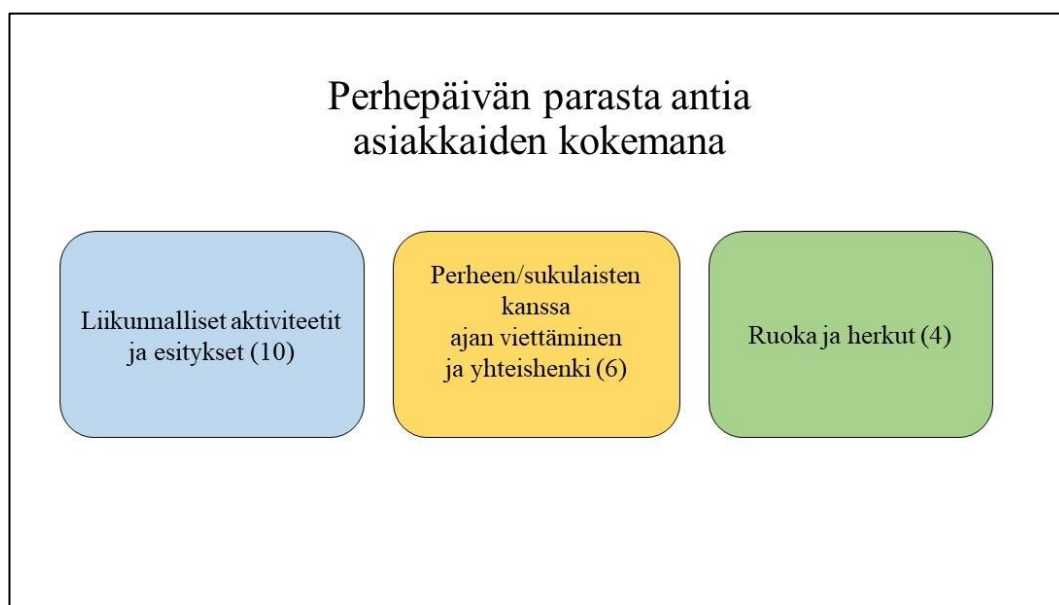 Perhepäivän parasta antia
asiakkaiden kokemana
Liikunnalliset aktiviteetit
ja esitykset (10)
Perheen/sukulaisten
kanssa
ajan viettäminen
ja yhteishenki (6)
Ruoka ja herkut (4)